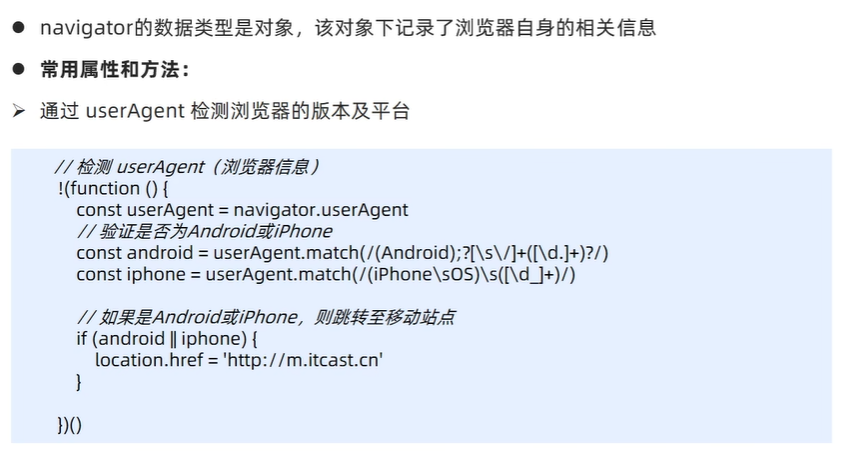 ● navigator的数据类型是对象，该对象下记录了浏览器自身的相关信息
● 常用属性和方法：
➢ 通过 userAgent 检测浏览器的版本及平台
// 检测 userAgent（浏览器信息）
!(function () {
const userAgent = navigator.userAgent
// 验证是否为Android或iPhone
const android = userAgent.match(/(Android);?[\s\/]+([\d.]+)?/)
const iphone = userAgent.match(/(iPhone\sOS)\s([\d_]+)/)
// 如果是Android或iPhone，则跳转至移动站点
if (android || iphone) {
location.href = 'http://m.itcast.cn'
}
})()